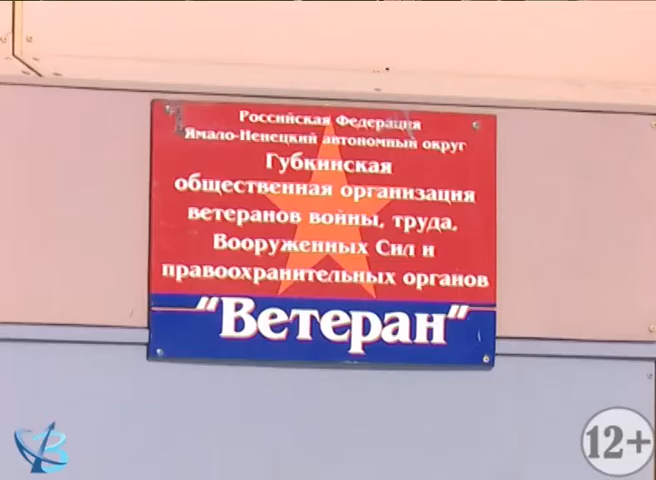 Российская Федерация
Ямало-Ненецкий автономный округ
Губкинская
общественная организация
ветеранов войны, труда,
Вооруженных Сил и
правоохранительных органов
"Ветеран"
В
12+